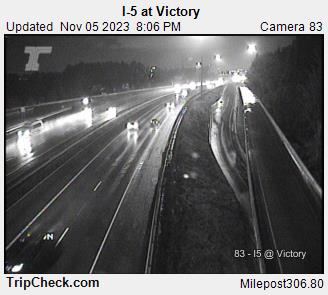 I-5 at Victory
Updated  Nov 05 2023  8:06 PM
Camera 83
T
N
83 - I5 @ Victory
TripCheck.com
Milepost306.80